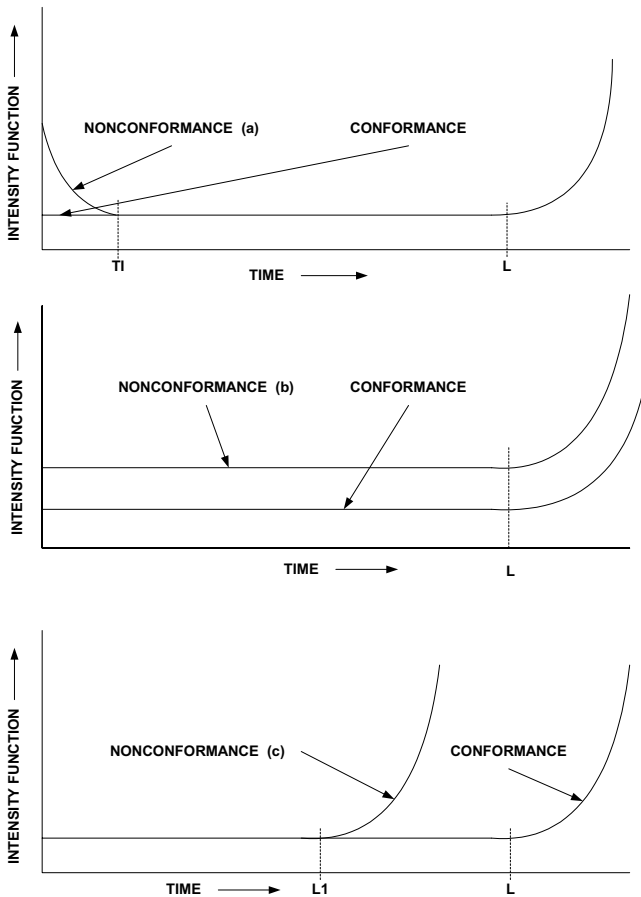 INTENSITY FUNCTION
NONCONFORMANCE (a)
CONFORMANCE
TI
L
TIME
INTENSITY FUNCTION
NONCONFORMANCE (b)
CONFORMANCE
TIME
L
INTENSITY FUNCTION
NONCONFORMANCE (c)
CONFORMANCE
TIME
L1
L